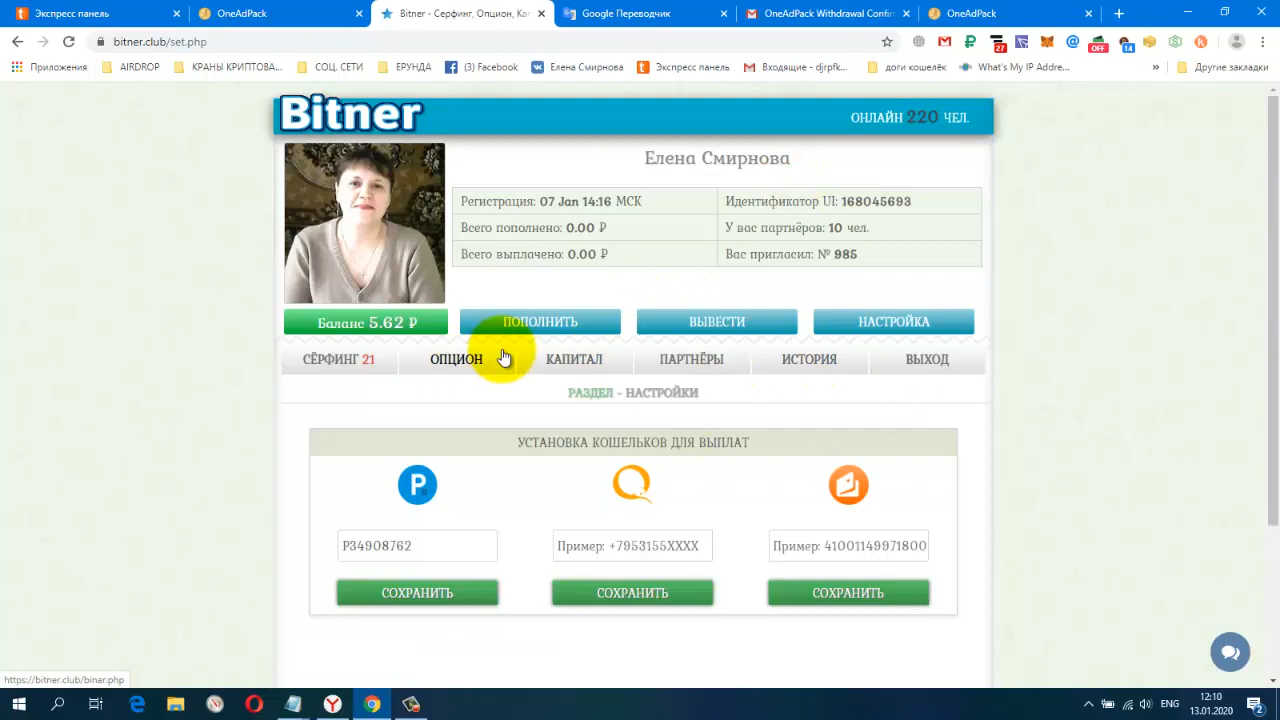 Экспресс панель
OneAdPack
Bitner - Серфинг, Опцион, Ка
Google Переводчик
OneAdPack Withdrawal Confir
OneAdPack
bitner.club/set.php
27
OFF
14
Приложения
AIRDROP
КРАНЫ КРИПТОВА...
СОЦ. СЕТИ
ЕРУНДА
(3) Facebook
Елена Смирнова
Экспресс панель
Входящие - djrpfk...
доги кошелёк
What's My IP Addre...
»
Другие закладки
Bitner
ОНЛАЙН 220 ЧЕЛ.
Елена Смирнова
Регистрация: 07 Jan 14:16 МСК
Идентификатор UI: 168045693
Всего пополнено: 0.00 ₽
У вас партнёров: 10 чел.
Всего выплачено: 0.00 ₽
Вас пригласил: № 985
Баланс 5.62 ₽
ПОПОЛНИТЬ
ВЫВЕСТИ
НАСТРОЙКА
СЁРФИНГ 21
ОПЦИОН
КАПИТАЛ
ПАРТНЁРЫ
ИСТОРИЯ
ВЫХОД
РАЗДЕЛ - НАСТРОЙКИ
УСТАНОВКА КОШЕЛЬКОВ ДЛЯ ВЫПЛАТ
P34908762
Пример: +7953155XXXX
Пример: 41001149971800
СОХРАНИТЬ
СОХРАНИТЬ
СОХРАНИТЬ
https://bitner.club/binar.php
ENG
12:10
13.01.2020
2